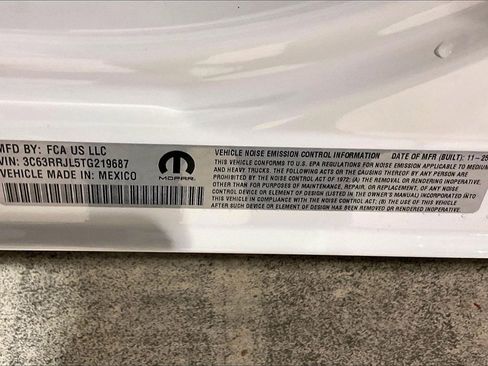 MFD BY: FCA US LLC
VIN: 3C63RRJL5TG219687
VEHICLE MADE IN: MEXICO
MOPAR
VEHICLE NOISE EMISSION CONTROL INFORMATION DATE OF MFR (BUILT): 11-25
THIS VEHICLE CONFORMS TO U.S. EPA REGULATIONS FOR NOISE EMISSION APPLICABLE TO MEDIUM
AND HEAVY TRUCKS. THE FOLLOWING ACTS OR THE CAUSING THEREOF BY ANY PERSON ARE
PROHIBITED BY THE NOISE CONTROL ACT OF 1972: (A) THE REMOVAL OR RENDERING INOPERATIVE,
OTHER THAN FOR PURPOSES OF MAINTENANCE, REPAIR, OR REPLACEMENT, OF ANY NOISE
DEVICE OR ELEMENT OF DESIGN (LISTED IN THE OWNER'S MANUAL) INCORPORATED INTO
THIS VEHICLE IN COMPLIANCE WITH THE NOISE CONTROL ACT; (B) THE USE OF THIS VEHICLE
AFTER SUCH DEVICE OR ELEMENT OF DESIGN HAS BEEN REMOVED OR RENDERED INOPERATIVE.